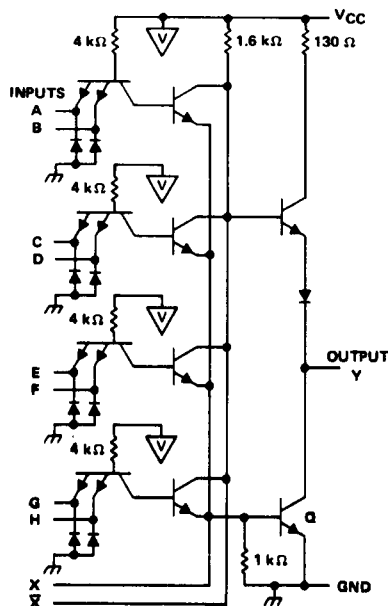 VCC
4 kΩ
V
1.6 kΩ
130 Ω
INPUTS
A
B
4 kΩ
V
C
D
4 kΩ
V
E
F
OUTPUT
Y
4 kΩ
V
G
H
Q
1 kΩ
X
X̅
GND